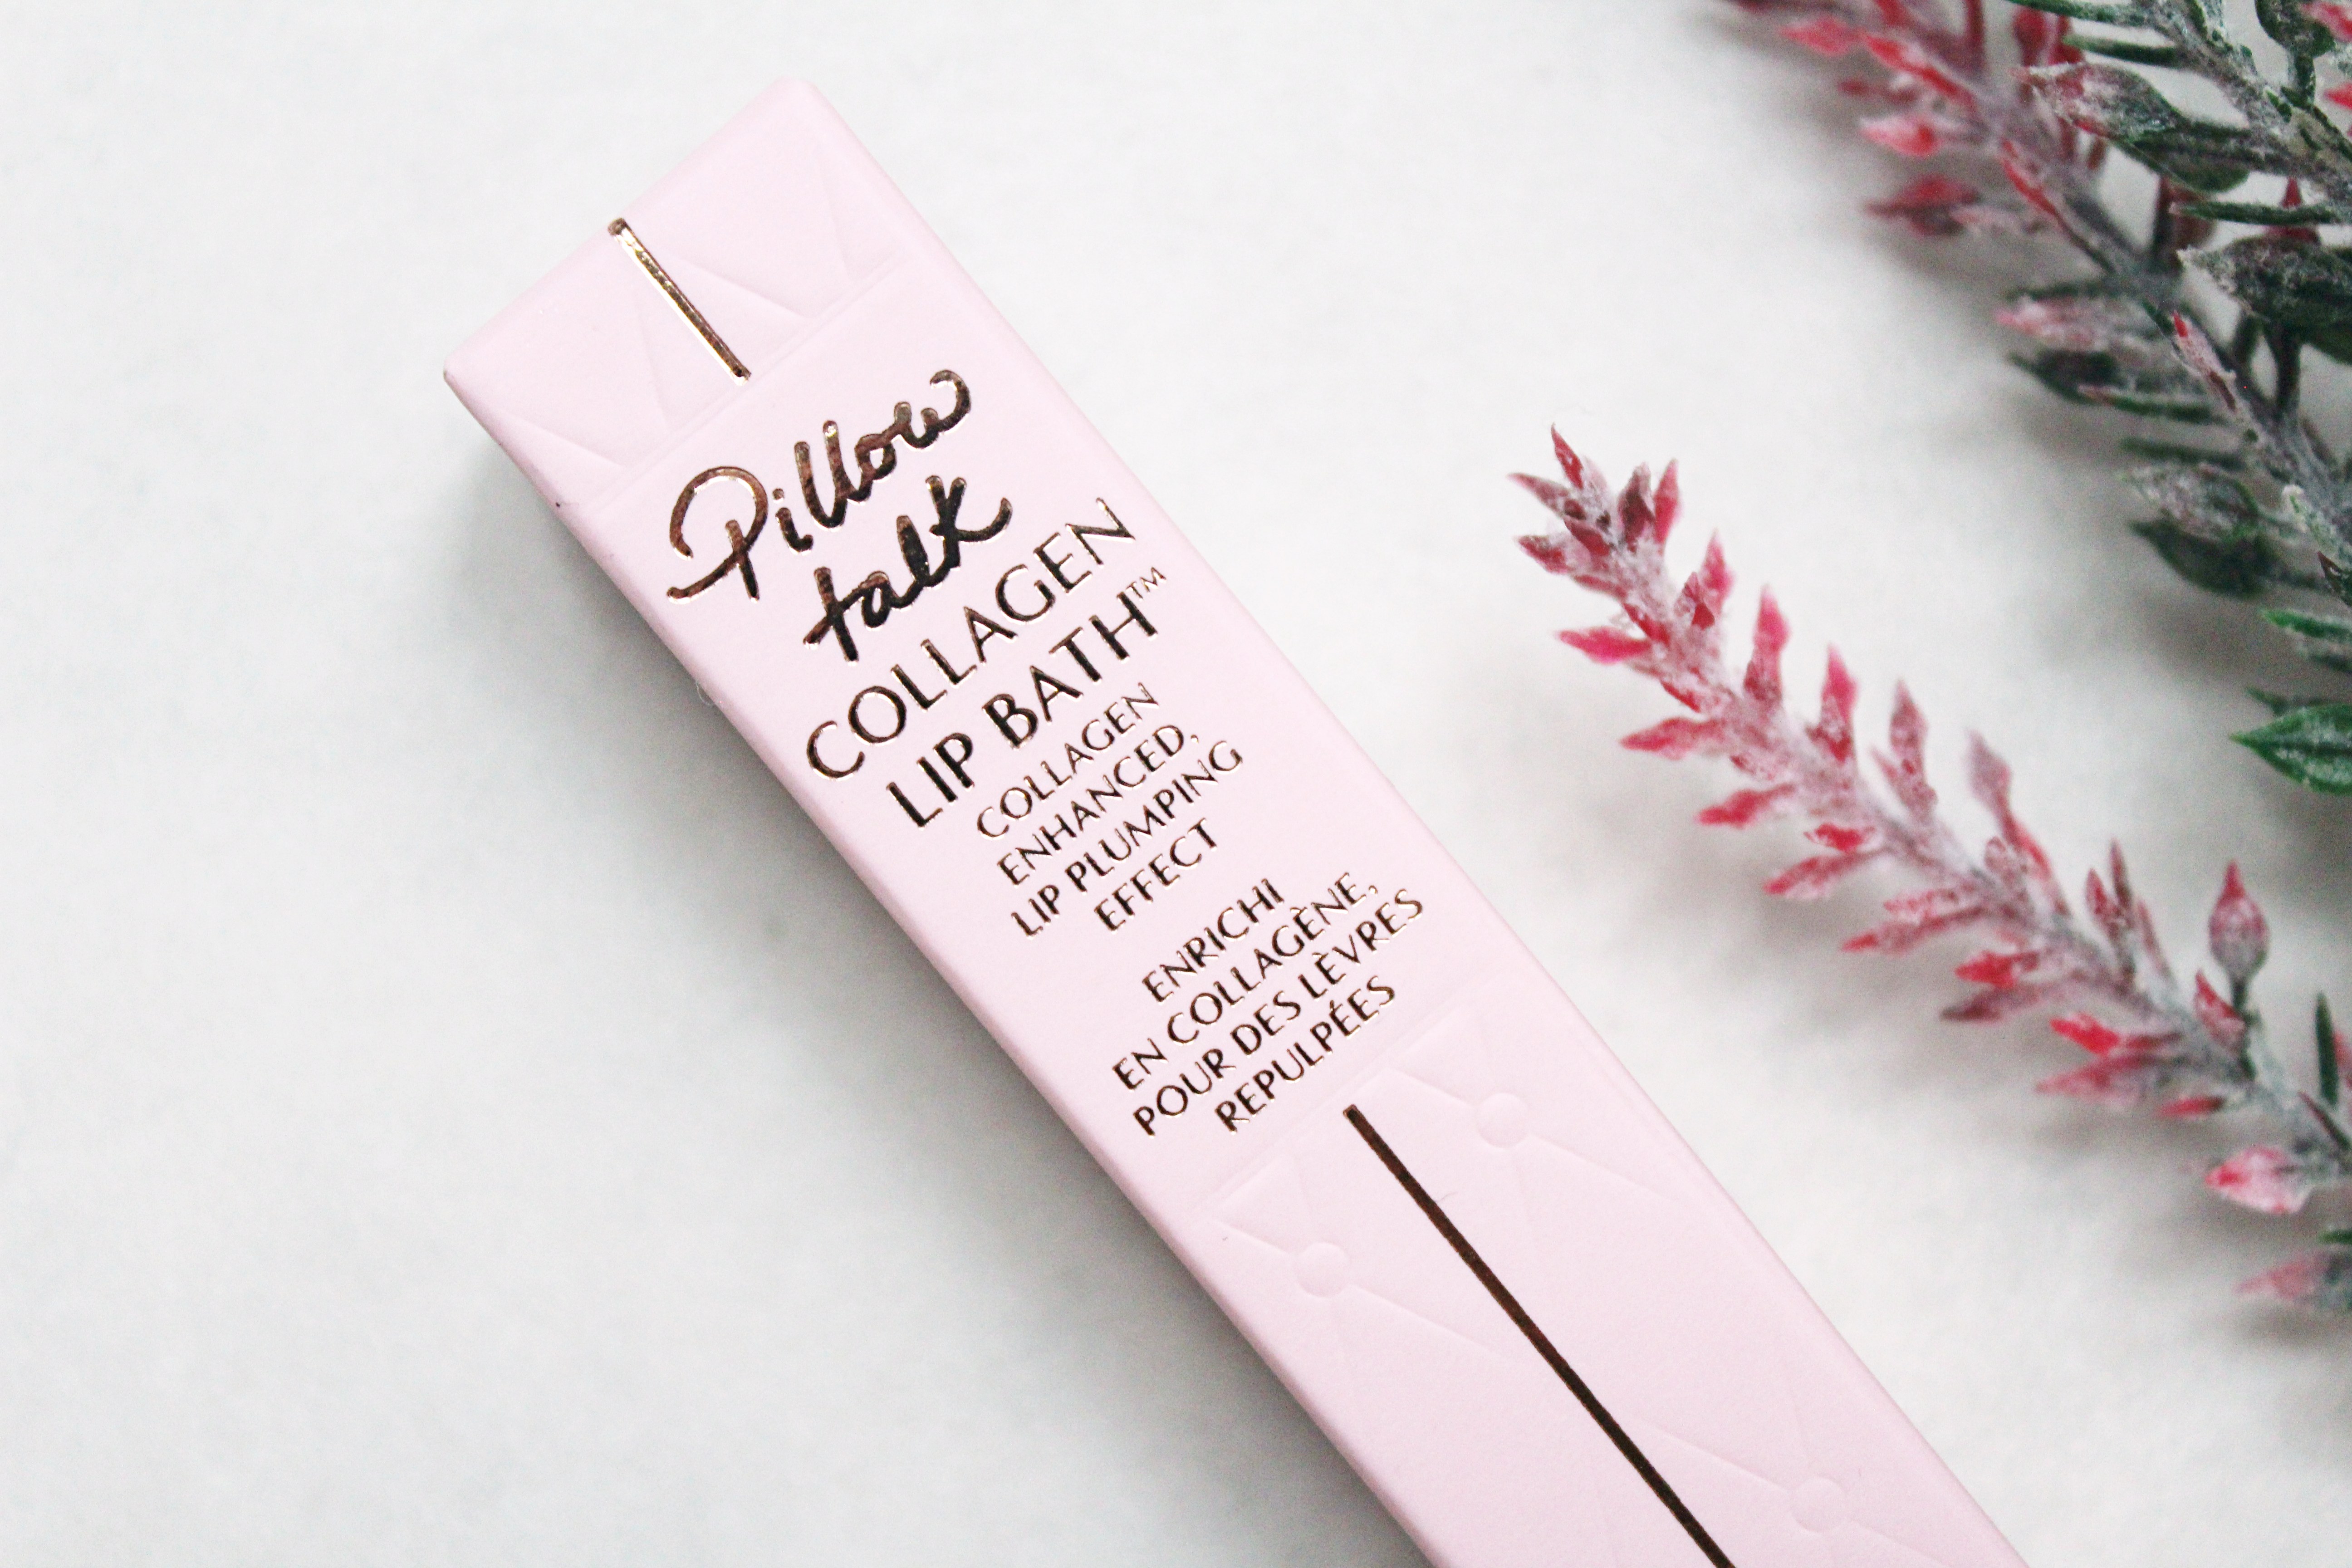 Pillow
talk
COLLAGEN
LIP BATH™
COLLAGEN
ENHANCED,
LIP PLUMPING
EFFECT
ENRICHI
EN COLLAGÈNE,
POUR DES LÈVRES
REPULPÉES